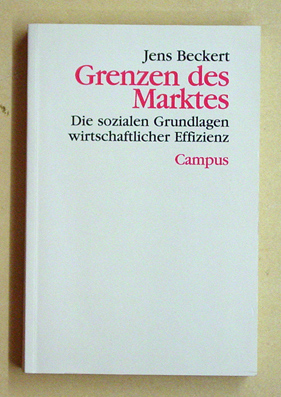 Jens Beckert
Grenzen des
Marktes
Die sozialen Grundlagen
wirtschaftlicher Effizienz
Campus